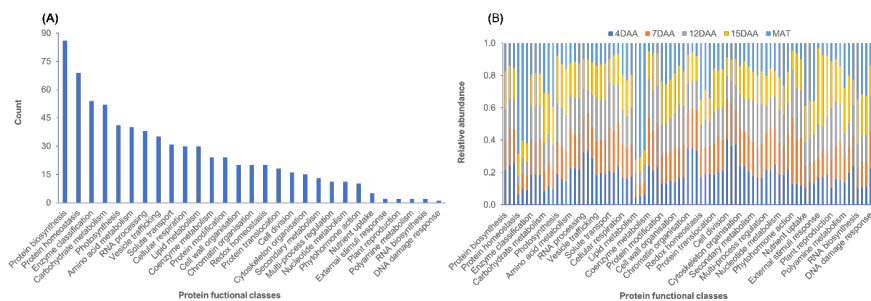 (A)
90
75
60
45
30
15
0
Count
Protein biosynthesis
Protein homeostasis
Enzyme classification
Carbohydrate metabolism
Photosynthesis
Amino acid metabolism
RNA processing
Vesicle trafficking
Solute transport
Cellular respiration
Lipid metabolism
Coenzyme metabolism
Protein modification
Cell wall organisation
Chromatin organisation
Redox homeostasis
Protein translocation
Cell division
Cytoskeletal organisation
Secondary metabolism
Multi-process regulation
Nucleotide metabolism
Phytohormone action
Nutrient uptake
External stimuli response
Plant reproduction
Polyamine metabolism
RNA biosynthesis
DNA damage response
Protein fuctional classes
(B)
4DAA 7DAA 12DAA 15DAA MAT
1.0
0.8
0.6
0.4
0.2
0.0
Relative abundance
Protein biosynthesis
Protein homeostasis
Enzyme classification
Carbohydrate metabolism
Photosynthesis
Amino acid metabolism
RNA processing
Vesicle trafficking
Solute transport
Cellular respiration
Lipid metabolism
Coenzyme metabolism
Protein modification
Cell wall organisation
Chromatin organisation
Redox homeostasis
Protein translocation
Cell division
Cytoskeletal organisation
Secondary metabolism
Multi-process regulation
Nucleotide metabolism
Phytohormone action
Nutrient uptake
External stimuli response
Plant reproduction
Polyamine metabolism
RNA biosynthesis
DNA damage response
Protein functional classes